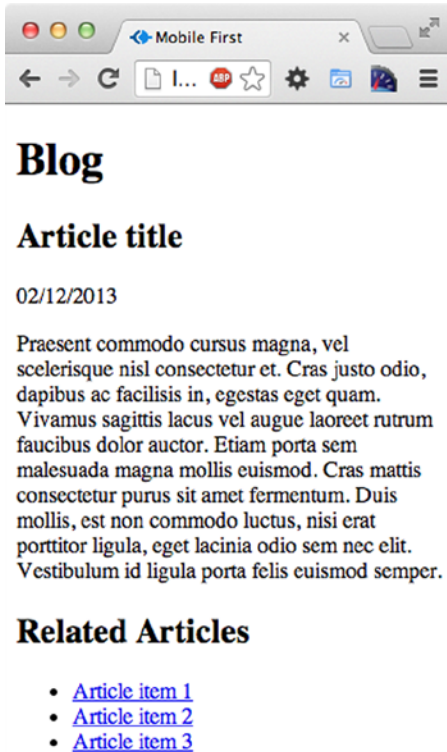 Mobile First
l...
ABP
Blog
Article title
02/12/2013
Praesent commodo cursus magna, vel
scelerisque nisl consectetur et. Cras justo odio,
dapibus ac facilisis in, egestas eget quam.
Vivamus sagittis lacus vel augue laoreet rutrum
faucibus dolor auctor. Etiam porta sem
malesuada magna mollis euismod. Cras mattis
consectetur purus sit amet fermentum. Duis
mollis, est non commodo luctus, nisi erat
porttitor ligula, eget lacinia odio sem nec elit.
Vestibulum id ligula porta felis euismod semper.
Related Articles
Article item 1
Article item 2
Article item 3